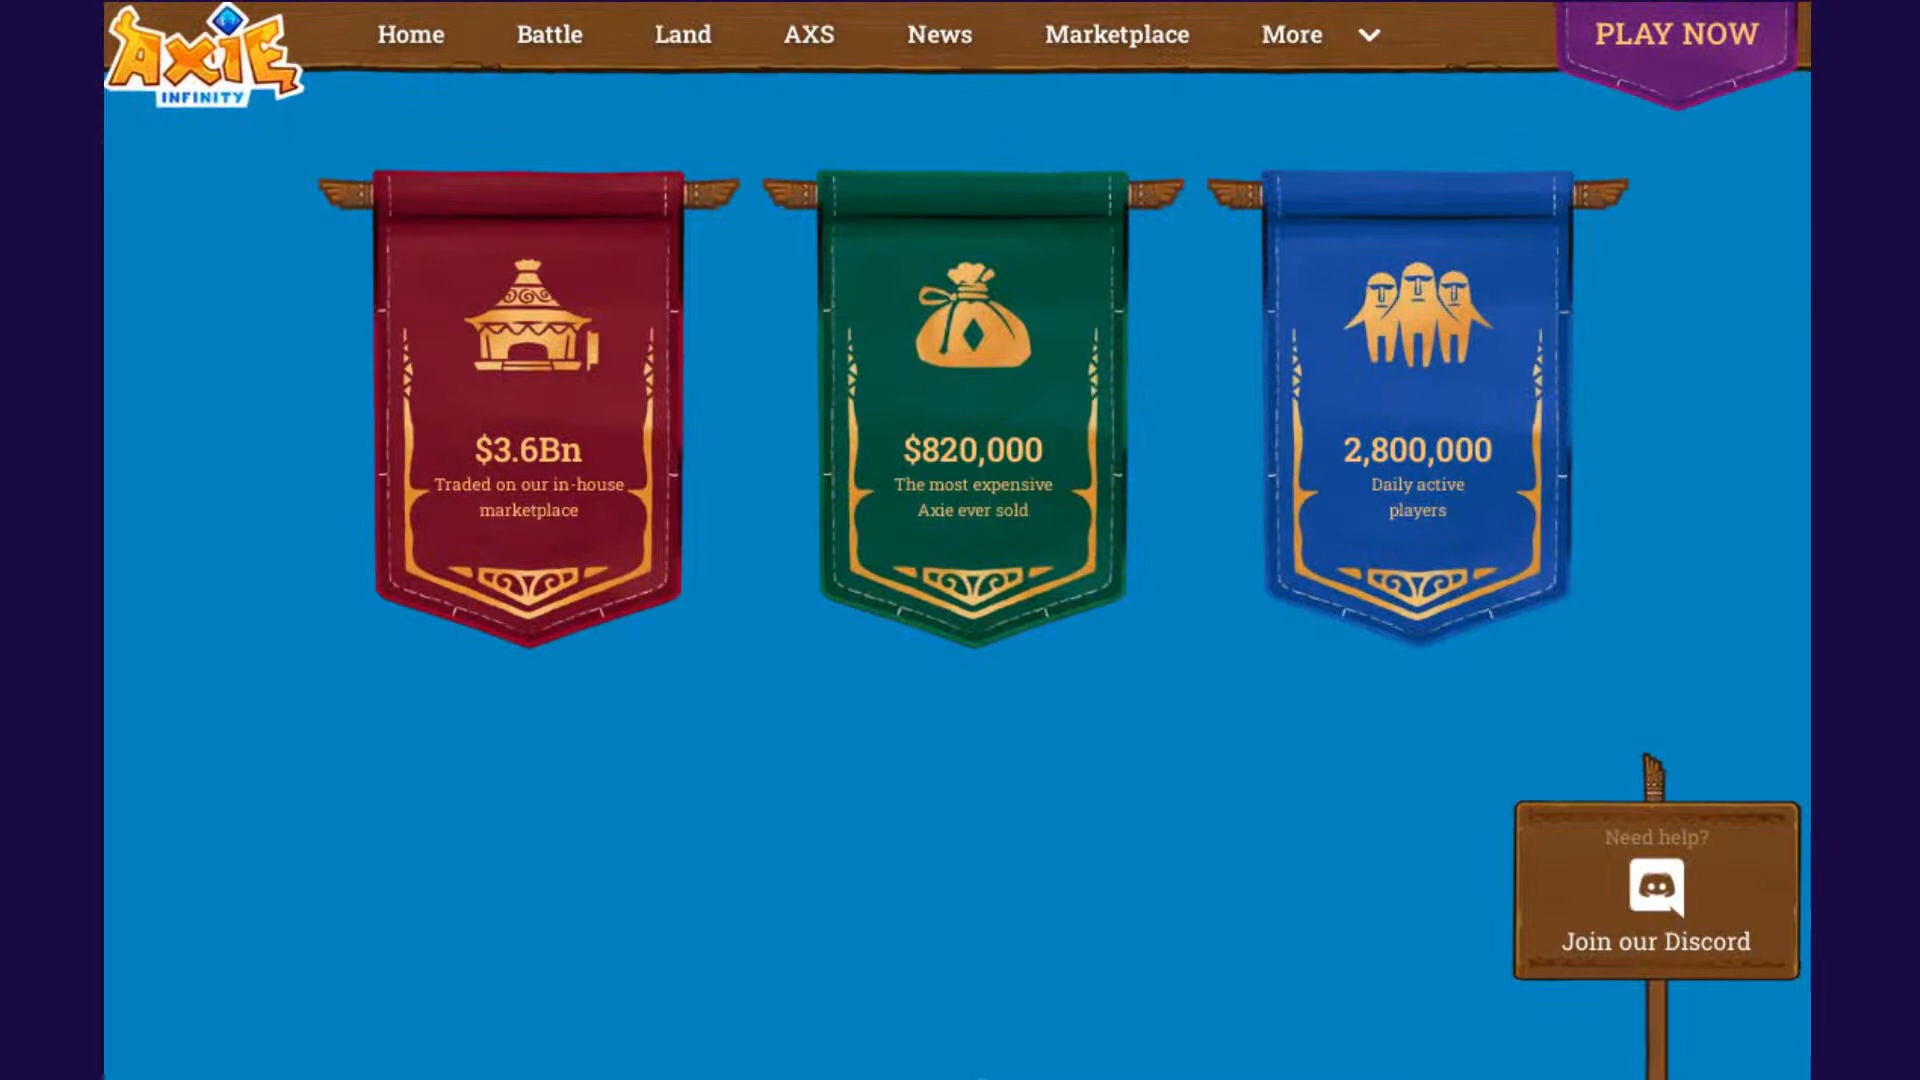 AXIE
INFINITY
Home
Battle
Land
AXS
News
Marketplace
More
PLAY NOW
$3.6Bn
Traded on our in-house
marketplace
$820,000
The most expensive
Axie ever sold
2,800,000
Daily active
players
Need help?
Join our Discord